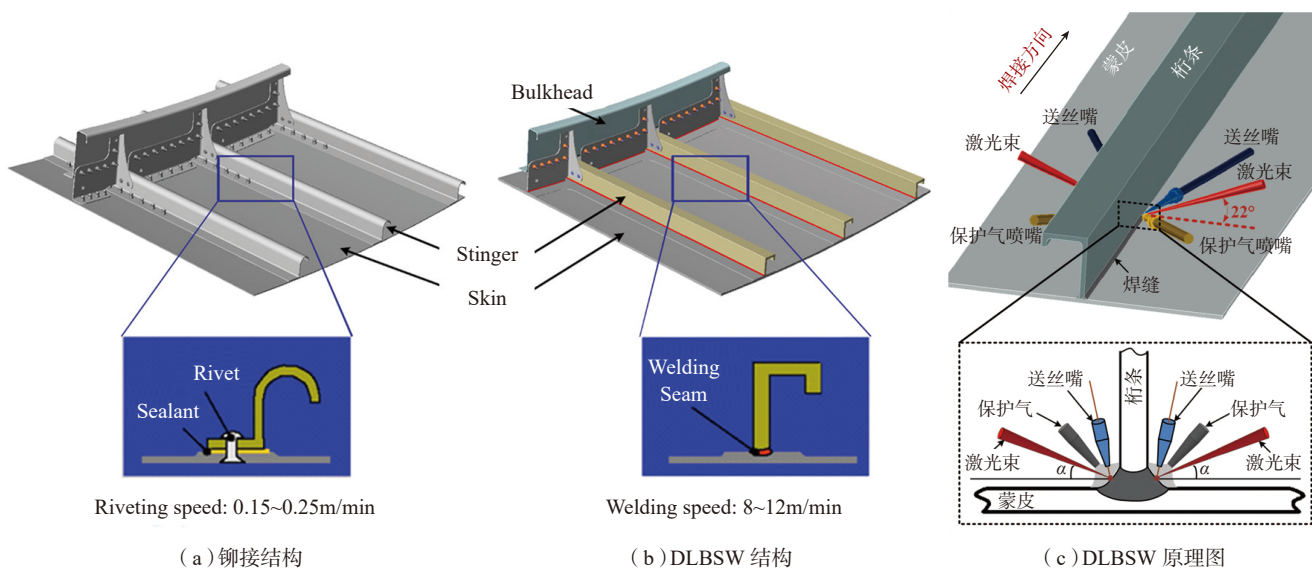 Bulkhead
Stinger
Skin
Rivet
Sealant
Welding
Seam
Riveting speed: 0.15~0.25m/min
Welding speed: 8~12m/min
（a）铆接结构
（b）DLBSW 结构
焊接方向
蒙皮
桁条
送丝嘴
激光束
送丝嘴
激光束
22°
保护气喷嘴
保护气喷嘴
焊缝
桁条
送丝嘴
送丝嘴
保护气
保护气
激光束
α
α
激光束
蒙皮
（c）DLBSW 原理图